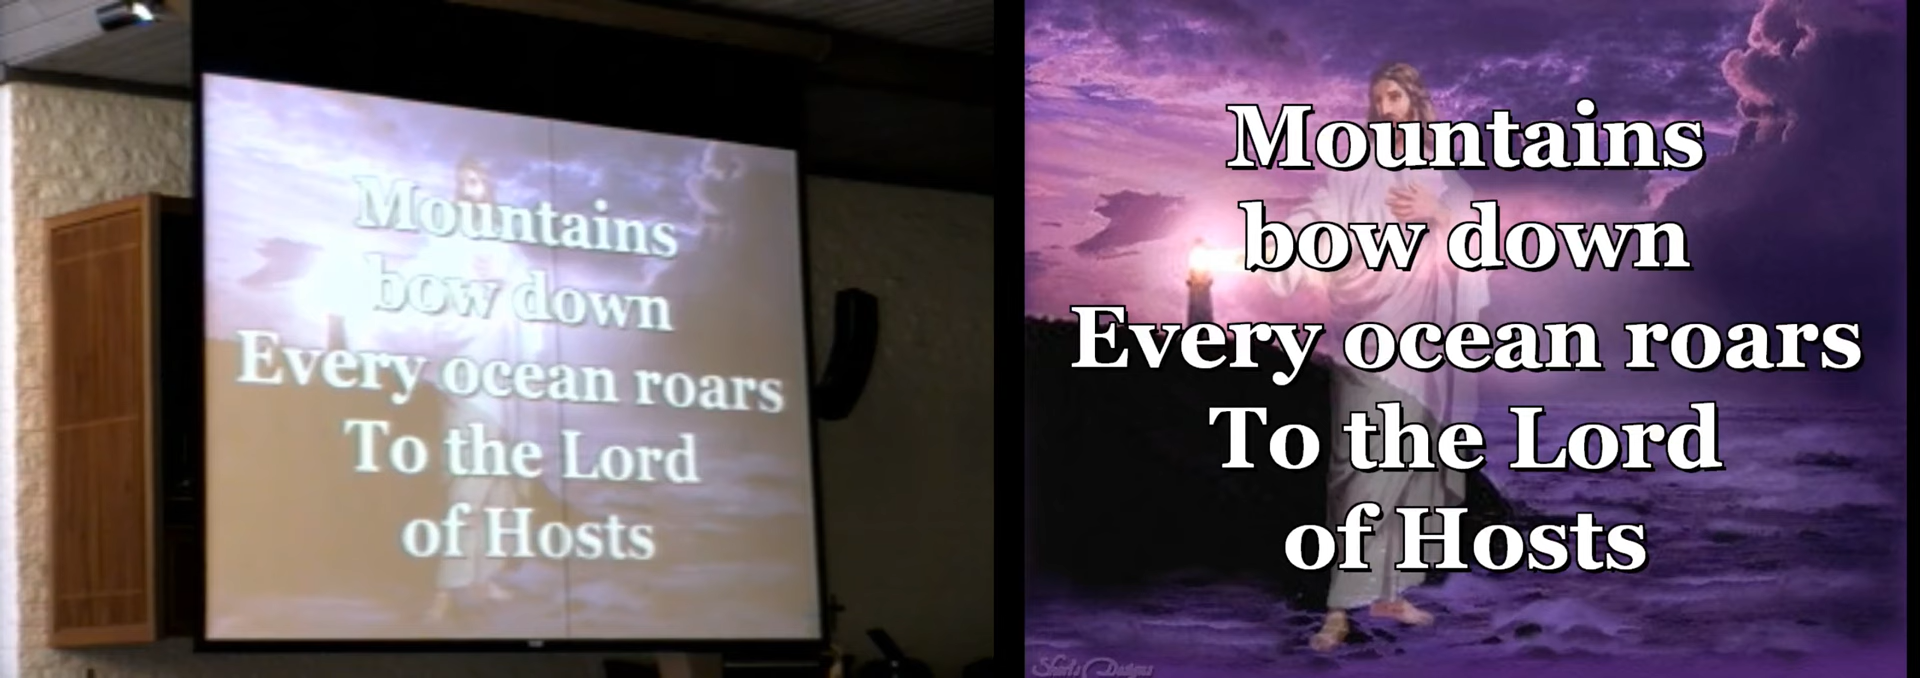 Mountains
bow down
Every ocean roars
To the Lord
of Hosts
Mountains
bow down
Every ocean roars
To the Lord
of Hosts